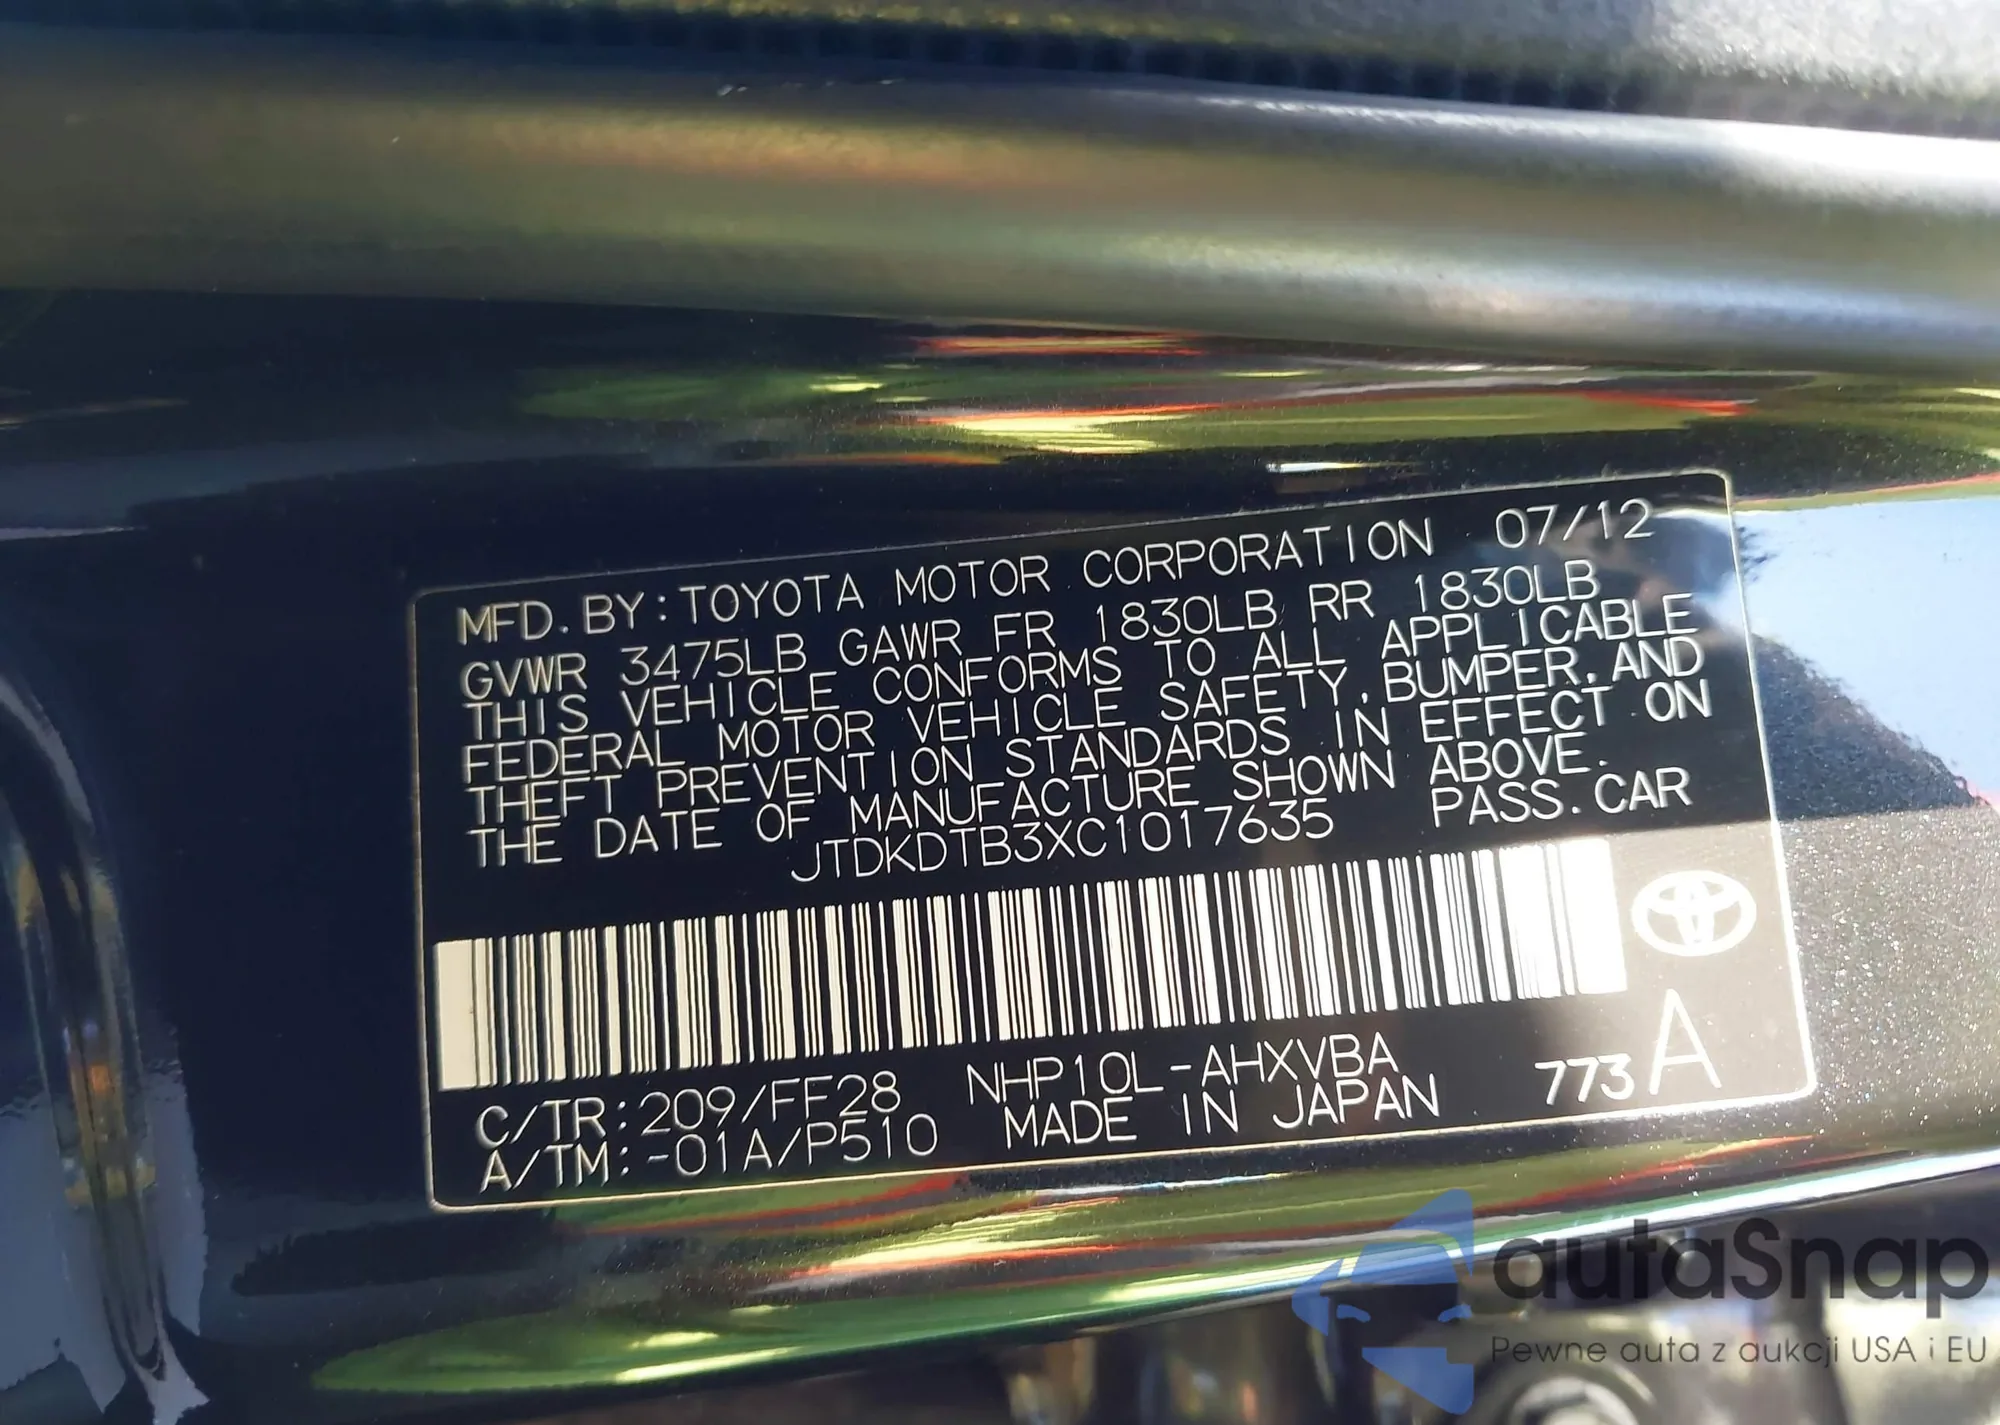 MFD. BY:TOYOTA MOTOR CORPORATION 07/12
GVWR 3475LB GAWR FR 1830LB RR 1830LB
THIS VEHICLE CONFORMS TO ALL APPLICABLE
FEDERAL MOTOR VEHICLE SAFETY, BUMPER, AND
THEFT PREVENTION STANDARDS IN EFFECT ON
THE DATE OF MANUFACTURE SHOWN ABOVE.
JTDKDTB3XC1017635 PASS. CAR
C/TR:209/FF28 NHP10L-AHXVBA
A/TM:-01A/P510 MADE IN JAPAN 773 A
autaSnap
Pewne auta z aukcji USA i EU